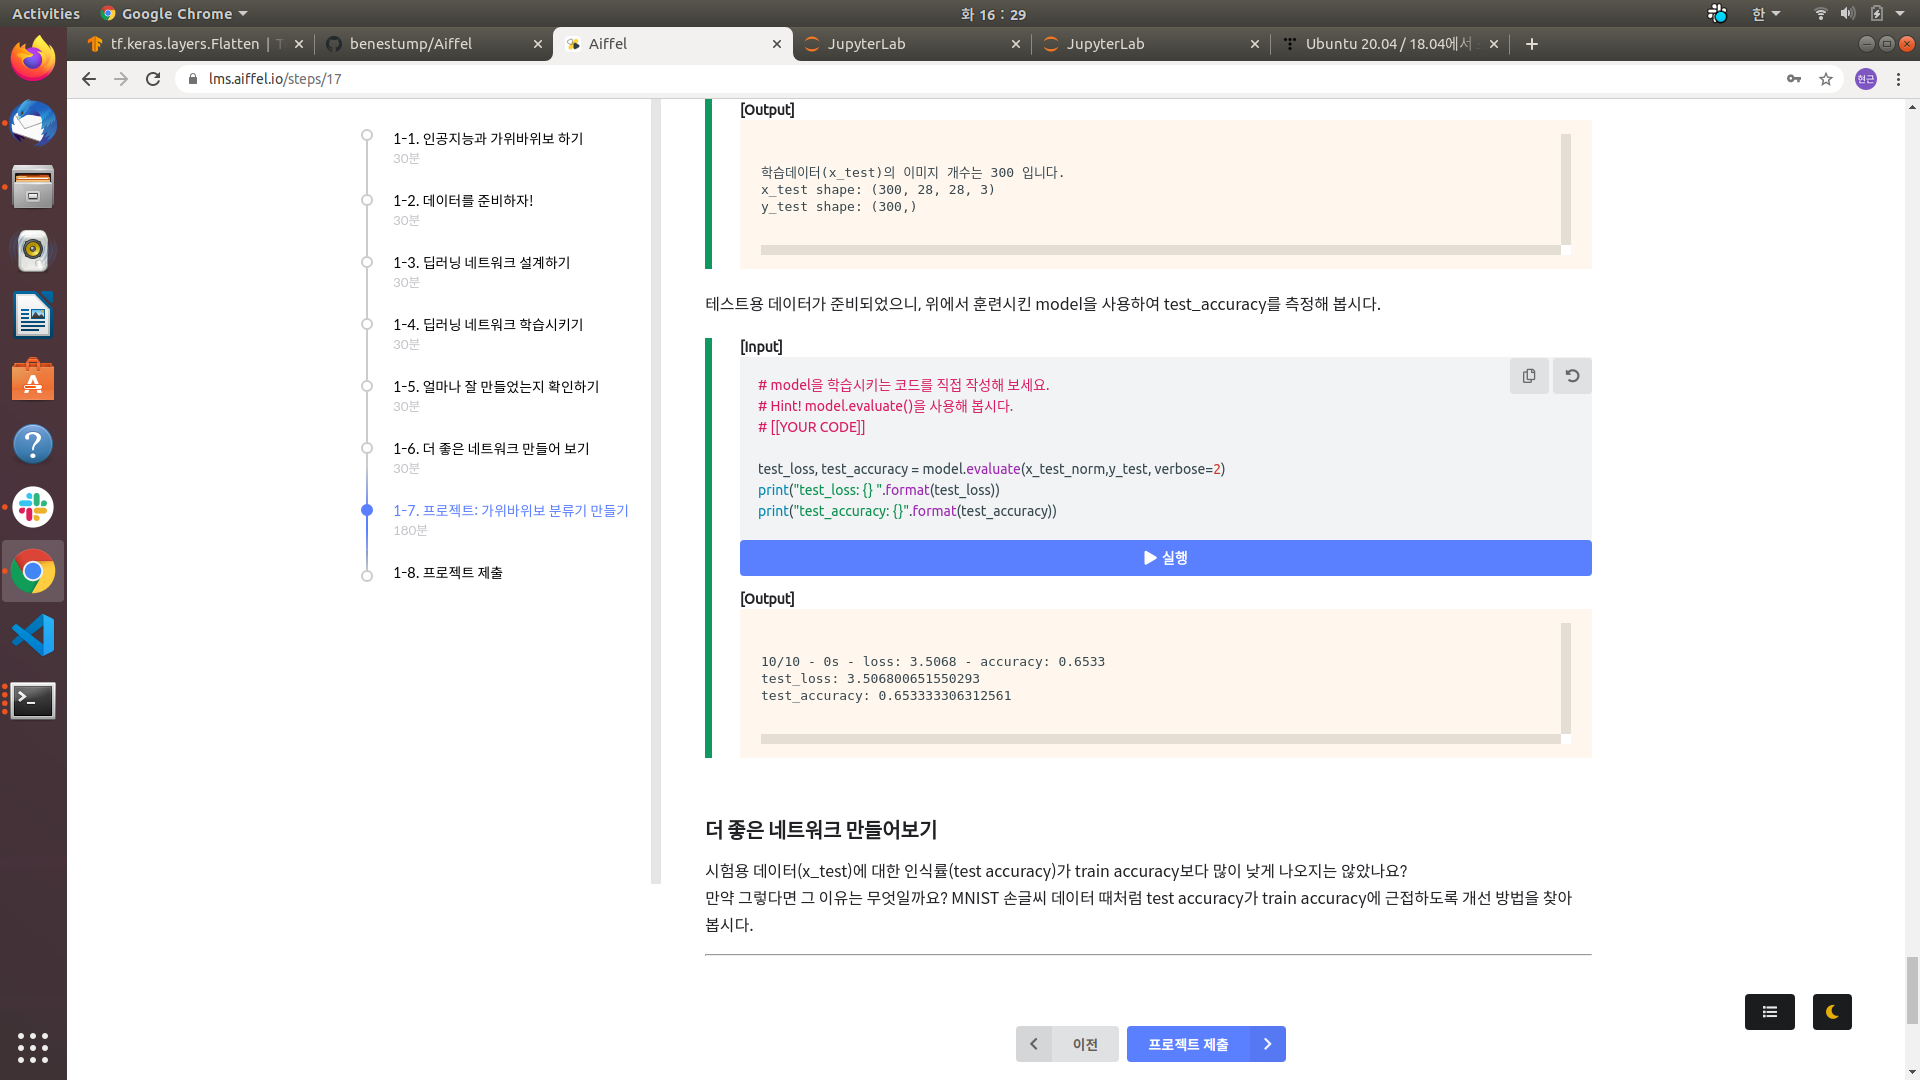 Activities
Google Chrome
화 16 : 29
한
tf.keras.layers.Flatten | T
benestump/Aiffel
Aiffel
JupyterLab
JupyterLab
Ubuntu 20.04 / 18.04에서
lms.aiffel.io/steps/17
현근
1-1. 인공지능과 가위바위보 하기
30분
1-2. 데이터를 준비하자!
30분
1-3. 딥러닝 네트워크 설계하기
30분
1-4. 딥러닝 네트워크 학습시키기
30분
1-5. 얼마나 잘 만들었는지 확인하기
30분
1-6. 더 좋은 네트워크 만들어 보기
30분
1-7. 프로젝트: 가위바위보 분류기 만들기
180분
1-8. 프로젝트 제출
[Output]
학습데이터(x_test)의 이미지 개수는 300 입니다.
x_test shape: (300, 28, 28, 3)
y_test shape: (300,)
테스트용 데이터가 준비되었으니, 위에서 훈련시킨 model을 사용하여 test_accuracy를 측정해 봅시다.
[Input]
# model을 학습시키는 코드를 직접 작성해 보세요.
# Hint! model.evaluate()을 사용해 봅시다.
# [[YOUR CODE]]
test_loss, test_accuracy = model.evaluate(x_test_norm,y_test, verbose=2)
print("test_loss: {} ".format(test_loss))
print("test_accuracy: {}".format(test_accuracy))
실행
[Output]
10/10 - 0s - loss: 3.5068 - accuracy: 0.6533
test_loss: 3.506800651550293
test_accuracy: 0.653333306312561
더 좋은 네트워크 만들어보기
시험용 데이터(x_test)에 대한 인식률(test accuracy)가 train accuracy보다 많이 낮게 나오지는 않았나요?
만약 그렇다면 그 이유는 무엇일까요? MNIST 손글씨 데이터 때처럼 test accuracy가 train accuracy에 근접하도록 개선 방법을 찾아
봅시다.
이전
프로젝트 제출